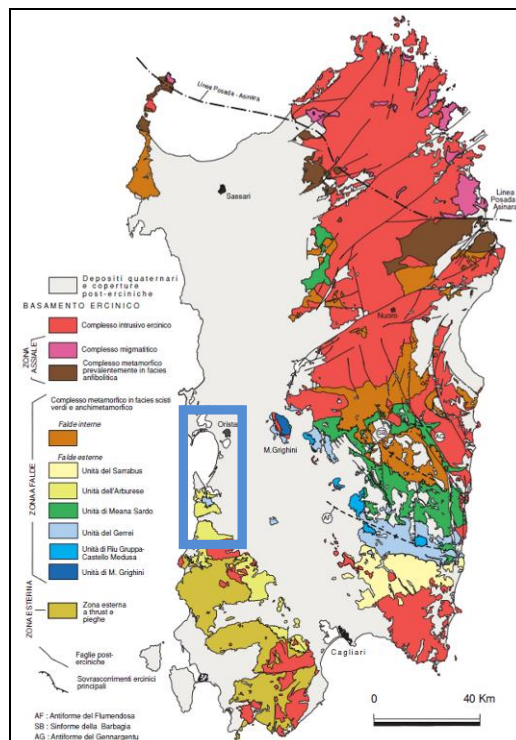 Linea Posada - Asinara
Sassari
Linea
Posada
Asinara
Depositi quaternari
e coperture
post-erciniche
BASAMENTO ERCINICO
ZONA
ASSIALE
Complesso intrusivo ercinico
Complesso migmatitico
Complesso metamorfico
prevalentemente in facies
anfibolitica
Nuoro
ZONA A FALDE
Complesso metamorfico in facies scisti
verdi e anchimetamorfico
Falde interne
Falde esterne
Unità del Sarrabus
Unità dell'Arburese
Unità di Meana Sardo
Unità del Gerrei
Unità di Riu Gruppa-
Castello Medusa
Unità di M. Grighini
Orista
M.Grighini
SB
AG
AF
ZONA ESTERNA
Zona esterna
a thrust e
pieghe
Faglie post-
erciniche
Sovrascorrimenti ercinici
principali
Cagliari
0 40 Km
AF : Antiforme del Flumendosa
SB : Sinforme della Barbagia
AG : Antiforme del Gennargentu